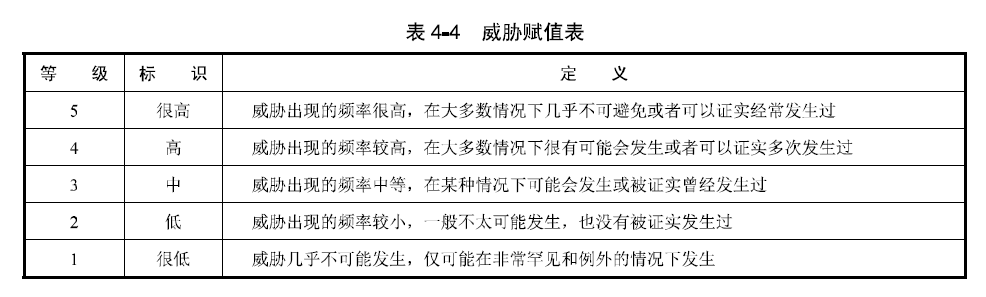 表 4-4 威胁赋值表
等 级 标 识 定 义
5 很高 威胁出现的频率很高，在大多数情况下几乎不可避免或者可以证实经常发生过
4 高 威胁出现的频率较高，在大多数情况下很有可能会发生或者可以证实多次发生过
3 中 威胁出现的频率中等，在某种情况下可能会发生或被证实曾经发生过
2 低 威胁出现的频率较小，一般不太可能发生，也没有被证实发生过
1 很低 威胁几乎不可能发生，仅可能在非常罕见和例外的情况下发生